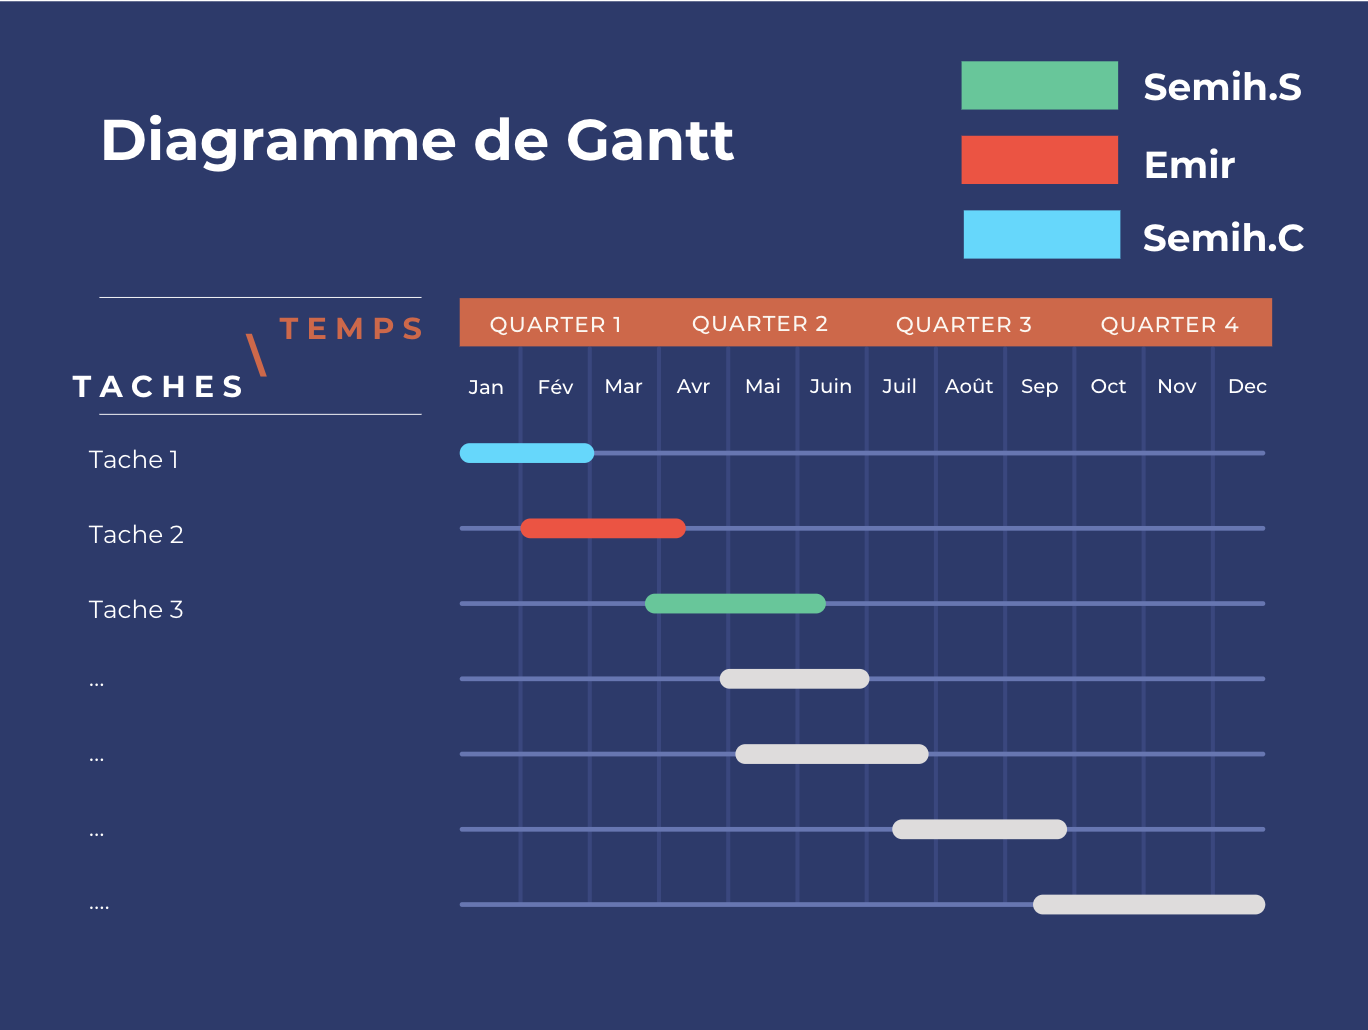 Diagramme de Gantt
Semih.S
Emir
Semih.C
\ TEMPS
TACHES
QUARTER 1 QUARTER 2 QUARTER 3 QUARTER 4
Jan Fév Mar Avr Mai Juin Juil Août Sep Oct Nov Dec
Tache 1
Tache 2
Tache 3
...
...
...
....